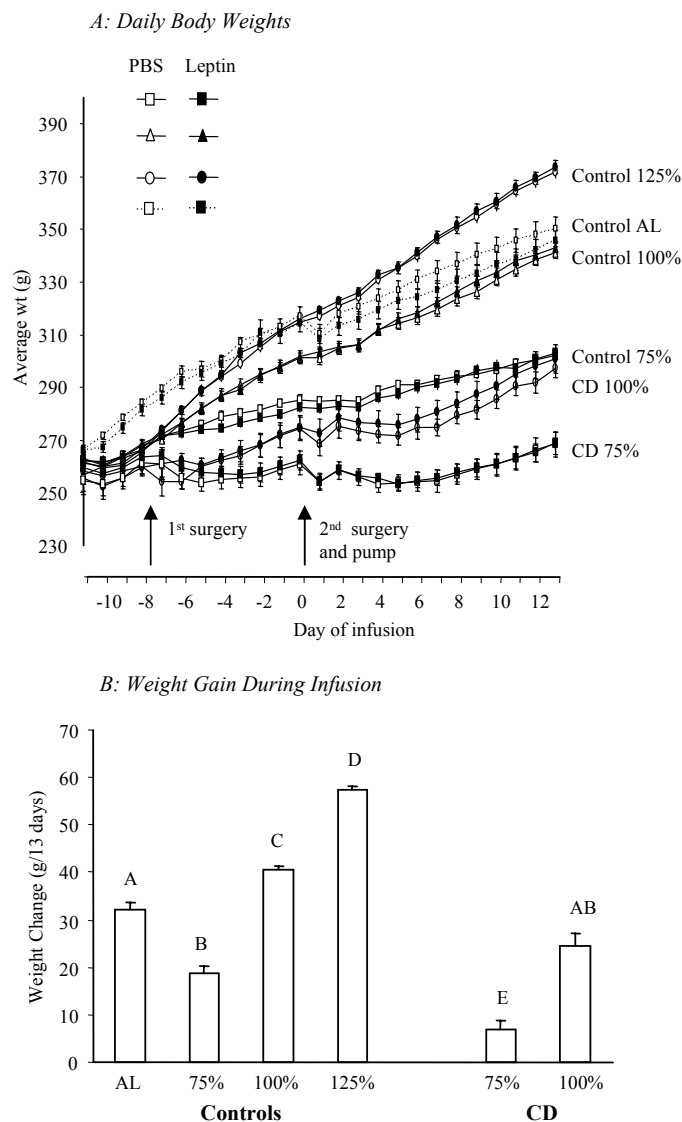 A: Daily Body Weights
PBS Leptin
390
370
350
330
310
290
270
250
230
Average wt (g)
Control 125%
Control AL
Control 100%
Control 75%
CD 100%
CD 75%
1st surgery
2nd surgery
and pump
-10 -8 -6 -4 -2 0 2 4 6 8 10 12
Day of infusion
B: Weight Gain During Infusion
70
60
50
40
30
20
10
0
Weight Change (g/13 days)
A
B
C
D
E
AB
AL 75% 100% 125% 75% 100%
Controls CD